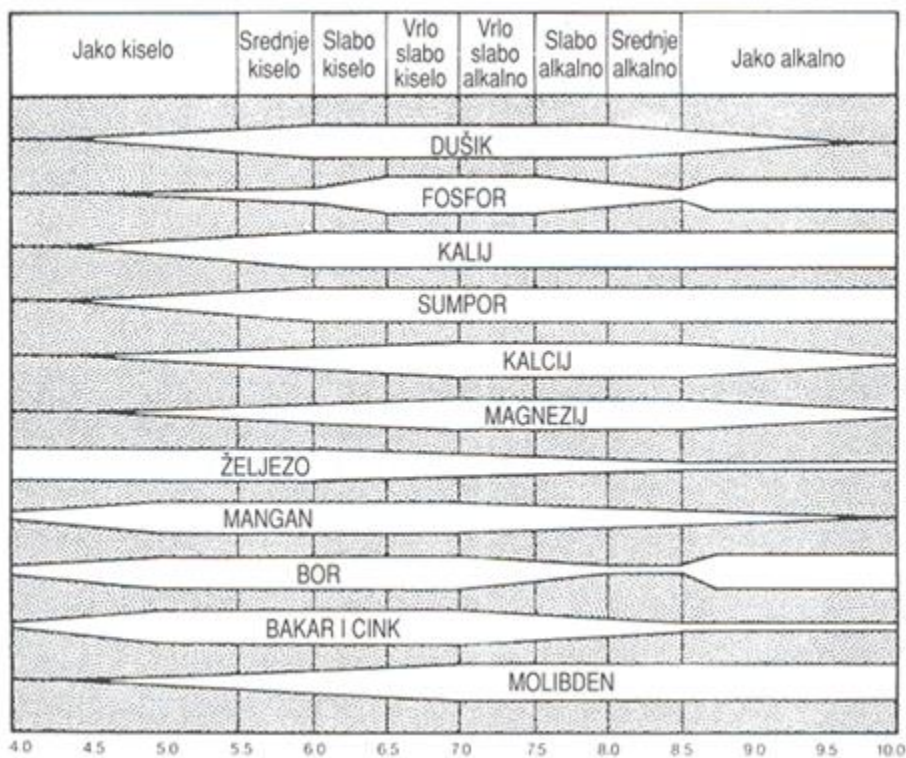 Jako kiselo
Srednje
kiselo
Slabo
kiselo
Vrlo
slabo
kiselo
Vrlo
slabo
alkalno
Slabo
alkalno
Srednje
alkalno
Jako alkalno
DUŠIK
FOSFOR
KALIJ
SUMPOR
KALCIJ
MAGNEZIJ
ŽELJEZO
MANGAN
BOR
BAKAR I CINK
MOLIBDEN
4.0 4.5 5.0 5.5 6.0 6.5 7.0 7.5 8.0 8.5 9.0 9.5 10.0